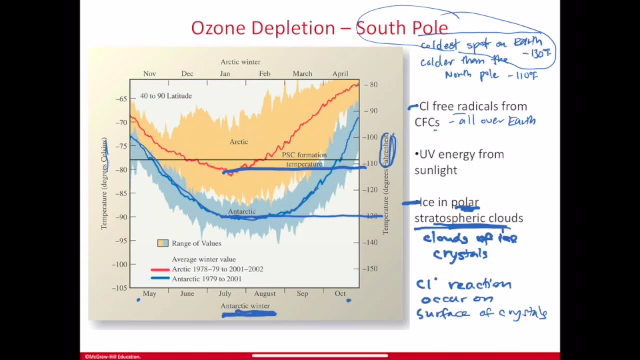 Ozone Depletion – South Pole
coldest spot on Earth
-130°F
colder than the
North pole -110°F
Arctic winter
Nov Dec Jan Feb March April
40 to 90 Latitude
Arctic
PSC formation
temperature
Antarctic
Range of Values
Average winter value
Arctic 1978–79 to 2001–2002
Antarctic 1979 to 2001
-65
-70
-75
-80
-85
-90
-95
-100
-105
Temperature (degrees Celsius)
-80
-90
-100
-110
-120
-130
-140
-150
Temperature (degrees Fahrenheit)
May June July August September Oct
Antarctic winter
Cl free radicals from
CFCs - all over Earth
•UV energy from
sunlight
Ice in polar
stratospheric clouds
clouds of ice
crystals
Cl· reaction
occur on
surface of crystals
©McGraw-Hill Education.